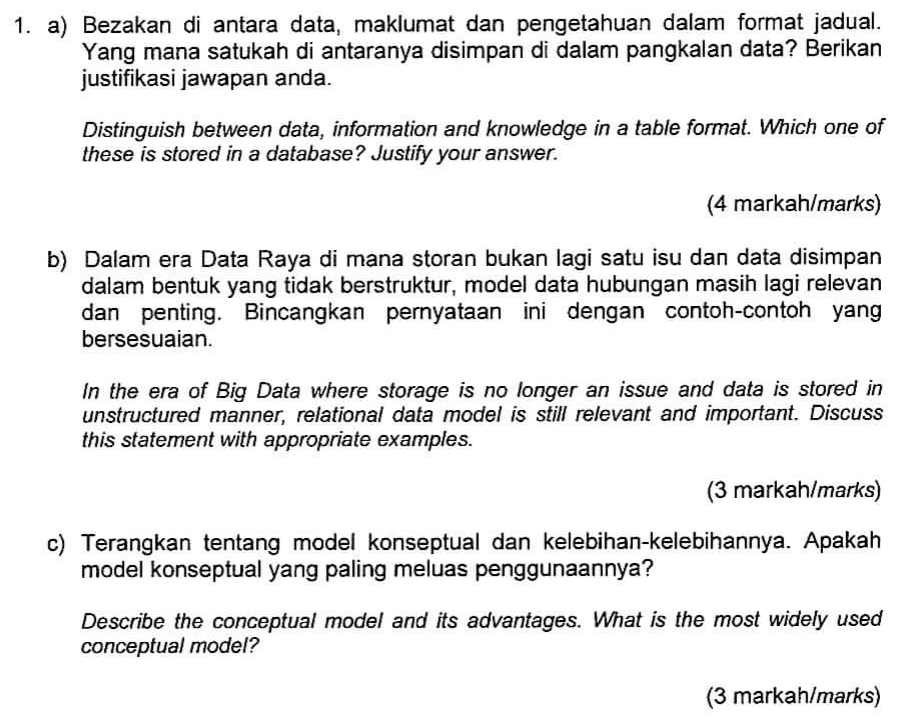 1. a) Bezakan di antara data, maklumat dan pengetahuan dalam format jadual.
Yang mana satukah di antaranya disimpan di dalam pangkalan data? Berikan
justifikasi jawapan anda.
Distinguish between data, information and knowledge in a table format. Which one of
these is stored in a database? Justify your answer.
(4 markah/marks)
b) Dalam era Data Raya di mana storan bukan lagi satu isu dan data disimpan
dalam bentuk yang tidak berstruktur, model data hubungan masih lagi relevan
dan penting. Bincangkan pernyataan ini dengan contoh-contoh yang
bersesuaian.
In the era of Big Data where storage is no longer an issue and data is stored in
unstructured manner, relational data model is still relevant and important. Discuss
this statement with appropriate examples.
(3 markah/marks)
c) Terangkan tentang model konseptual dan kelebihan-kelebihannya. Apakah
model konseptual yang paling meluas penggunaannya?
Describe the conceptual model and its advantages. What is the most widely used
conceptual model?
(3 markah/marks)